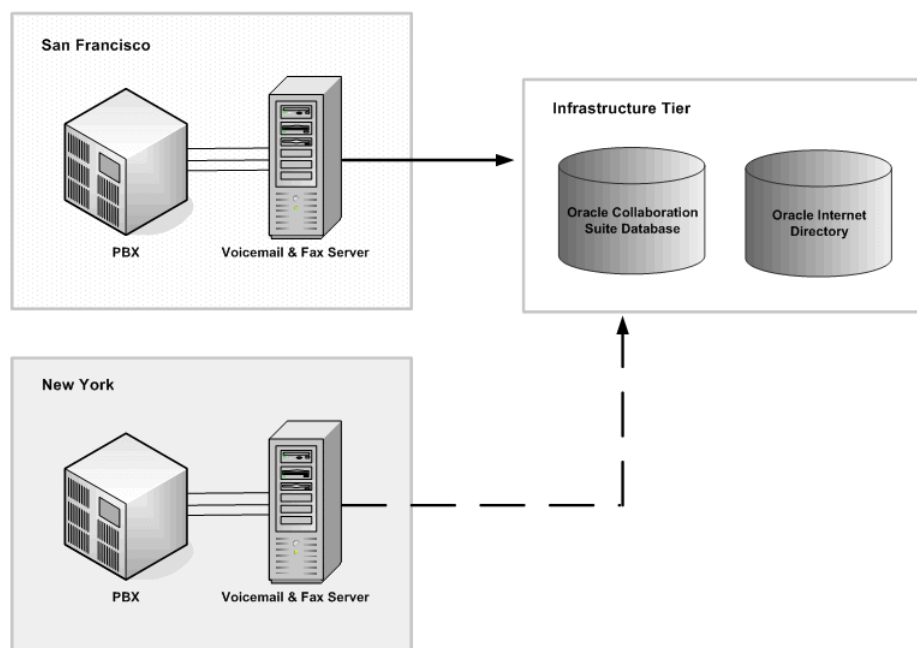 San Francisco
PBX
Voicemail & Fax Server
Infrastructure Tier
Oracle Collaboration
Suite Database
Oracle Internet
Directory
New York
PBX
Voicemail & Fax Server